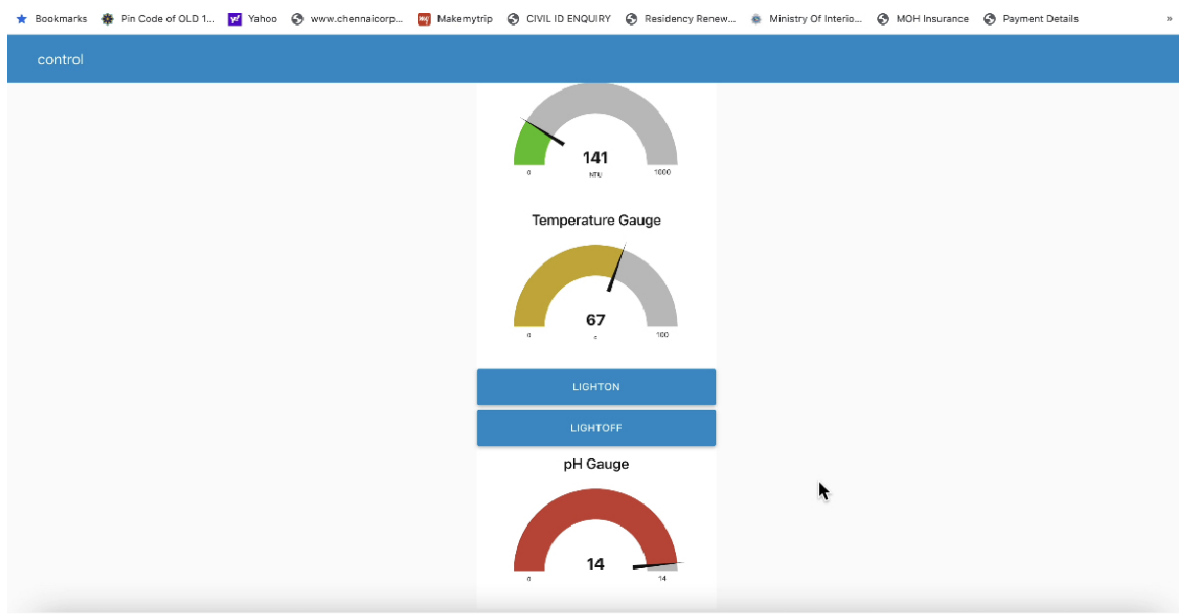 Bookmarks Pin Code of OLD 1... Yahoo www.chennaicorp... Makemytrip CIVIL ID ENQUIRY Residency Renew... Ministry Of Interio... MOH Insurance Payment Details »
control
141
0 NTU 1000
Temperature Gauge
67
0 c 100
LIGHTON
LIGHTOFF
pH Gauge
14
0 14